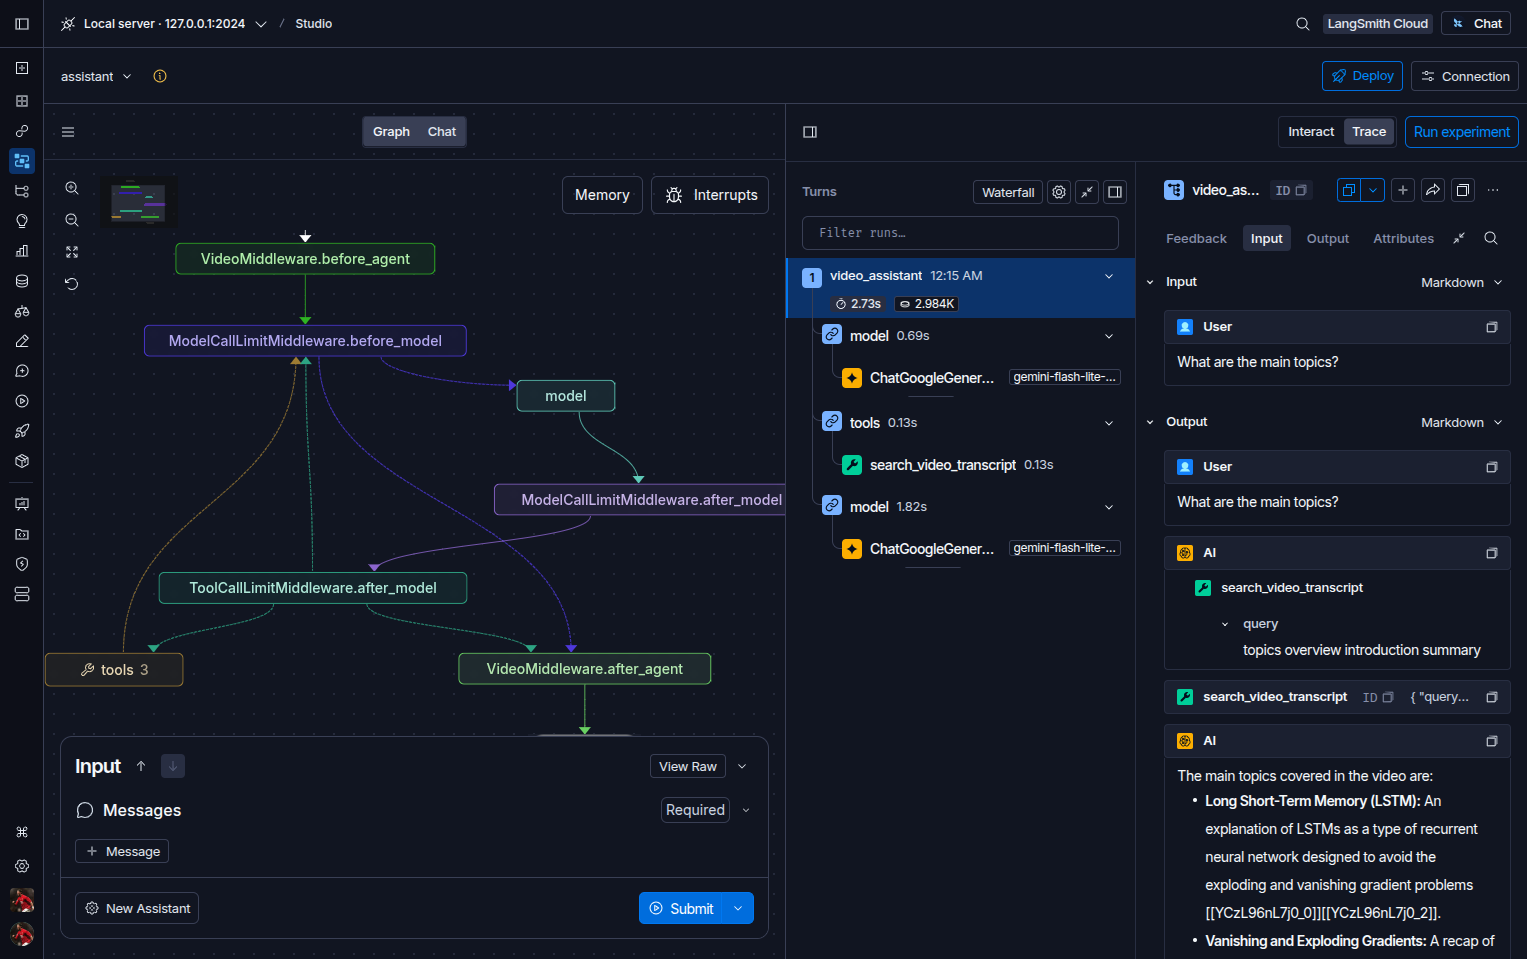 Local server · 127.0.0.1:2024 / Studio
LangSmith Cloud
Chat
assistant
Deploy
Connection
Graph
Chat
Interact
Trace
Run experiment
Memory
Interrupts
VideoMiddleware.before_agent
ModelCallLimitMiddleware.before_model
model
ModelCallLimitMiddleware.after_model
ToolCallLimitMiddleware.after_model
tools 3
VideoMiddleware.after_agent
Input
View Raw
Messages
Required
+ Message
New Assistant
Submit
Turns
Waterfall
Filter runs…
1 video_assistant 12:15 AM
2.73s 2.984K
model 0.69s
ChatGoogleGener... gemini-flash-lite-...
tools 0.13s
search_video_transcript 0.13s
model 1.82s
ChatGoogleGener... gemini-flash-lite-...
video_as... ID
Feedback
Input
Output
Attributes
Input Markdown
User
What are the main topics?
Output Markdown
User
What are the main topics?
AI
search_video_transcript
query
topics overview introduction summary
search_video_transcript ID { "query...
AI
The main topics covered in the video are:
• Long Short-Term Memory (LSTM): An
explanation of LSTMs as a type of recurrent
neural network designed to avoid the
exploding and vanishing gradient problems
[[YCzL96nL7j0_0]][[YCzL96nL7j0_2]].
• Vanishing and Exploding Gradients: A recap of